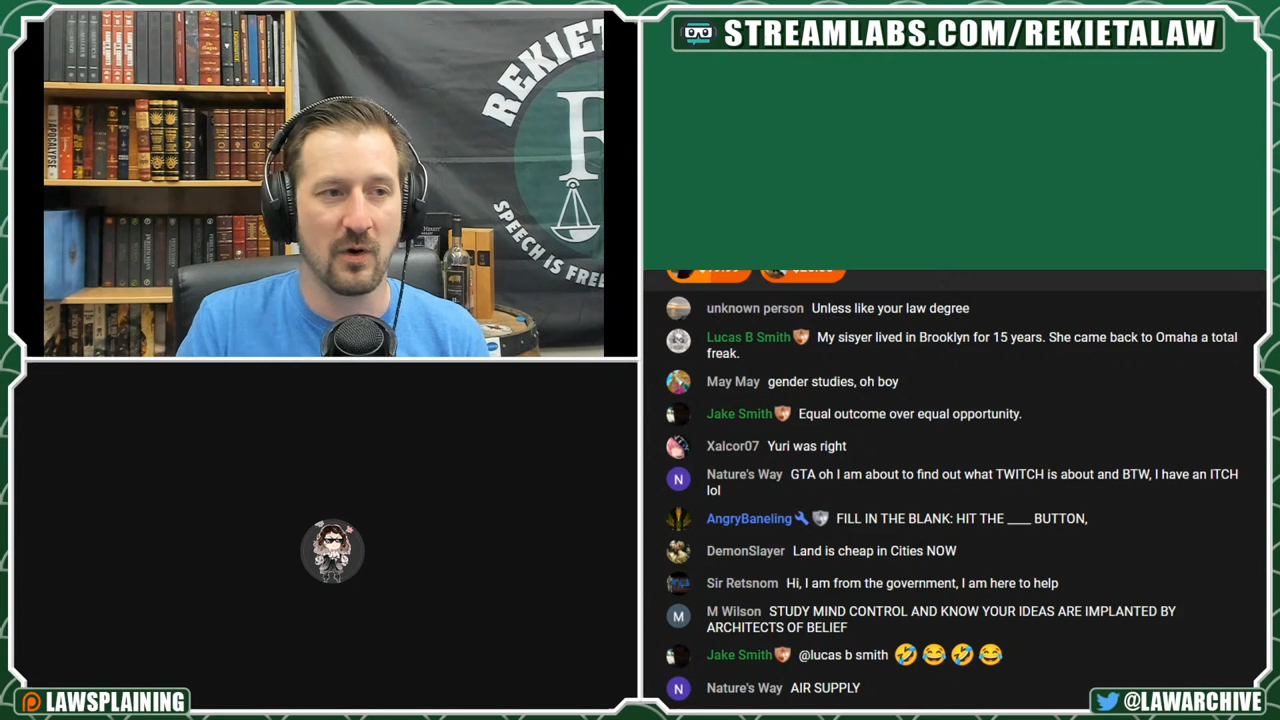 STREAMLABS.COM/REKIETALAW
REKIETA
SPEECH IS FREE
APOCALYPSE
unknown person Unless like your law degree
Lucas B Smith My sisyer lived in Brooklyn for 15 years. She came back to Omaha a total
freak.
May May gender studies, oh boy
Jake Smith Equal outcome over equal opportunity.
Xalcor07 Yuri was right
Nature's Way GTA oh I am about to find out what TWITCH is about and BTW, I have an ITCH
lol
N
AngryBaneling FILL IN THE BLANK: HIT THE ____ BUTTON,
DemonSlayer Land is cheap in Cities NOW
Sir Retsnom Hi, I am from the government, I am here to help
M Wilson STUDY MIND CONTROL AND KNOW YOUR IDEAS ARE IMPLANTED BY
M
ARCHITECTS OF BELIEF
Jake Smith @lucas b smith 🤣😂🤣😂
N
Nature's Way AIR SUPPLY
LAWSPLAINING
@LAWARCHIVE